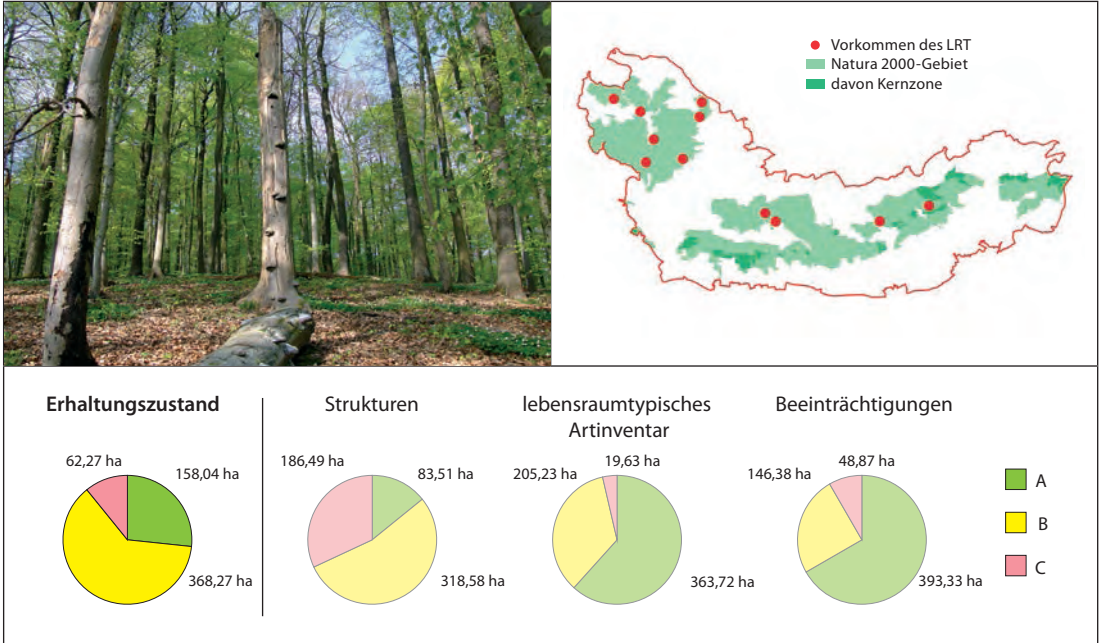 Vorkommen des LRT
Natura 2000-Gebiet
davon Kernzone
Erhaltungszustand
62,27 ha
158,04 ha
368,27 ha
Strukturen
186,49 ha
83,51 ha
318,58 ha
lebensraumtypisches
Artinventar
205,23 ha
19,63 ha
363,72 ha
Beeinträchtigungen
146,38 ha
48,87 ha
393,33 ha
A
B
C